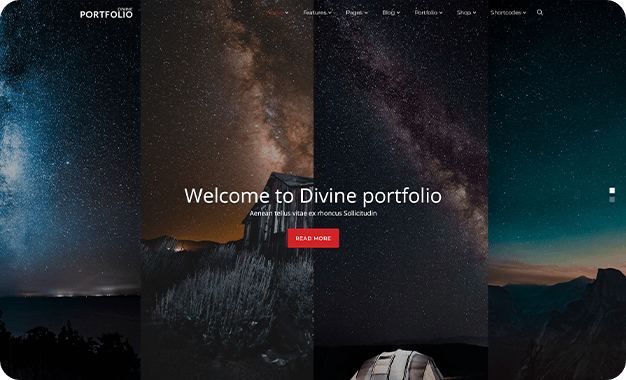 DIVINE
PORTFOLIO
Home Features Pages Blog Portfolio Shop Shortcodes
Welcome to Divine portfolio
Aenean tellus vitae ex rhoncus Sollicitudin
READ MORE